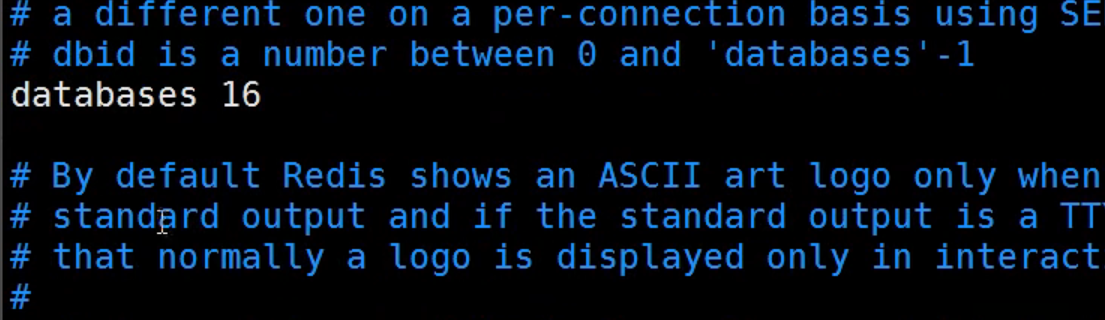 # a different one on a per-connection basis using SE
# dbid is a number between 0 and 'databases'-1
databases 16
# By default Redis shows an ASCII art logo only when
# standard output and if the standard output is a TT
# that normally a logo is displayed only in interact
#